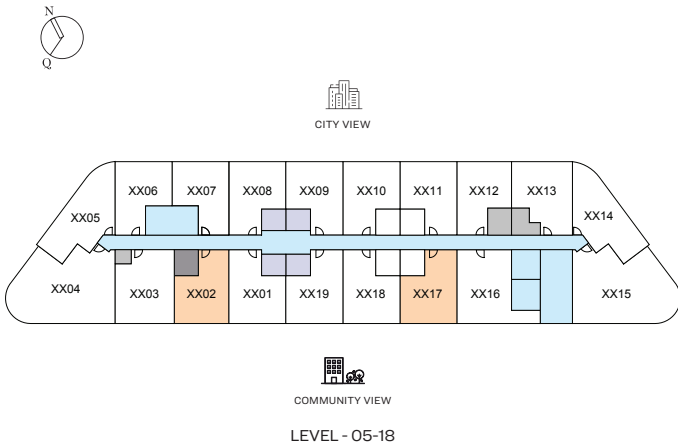 N
Q
CITY VIEW
XX06 XX07 XX08 XX09 XX10 XX11 XX12 XX13
XX05 XX14
XX04 XX03 XX02 XX01 XX19 XX18 XX17 XX16 XX15
COMMUNITY VIEW
LEVEL - 05-18